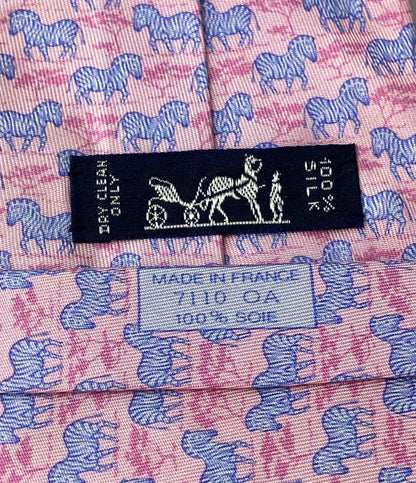 DRY CLEAN
ONLY
100%
SILK
MADE IN FRANCE
7110 OA
100% SOIE